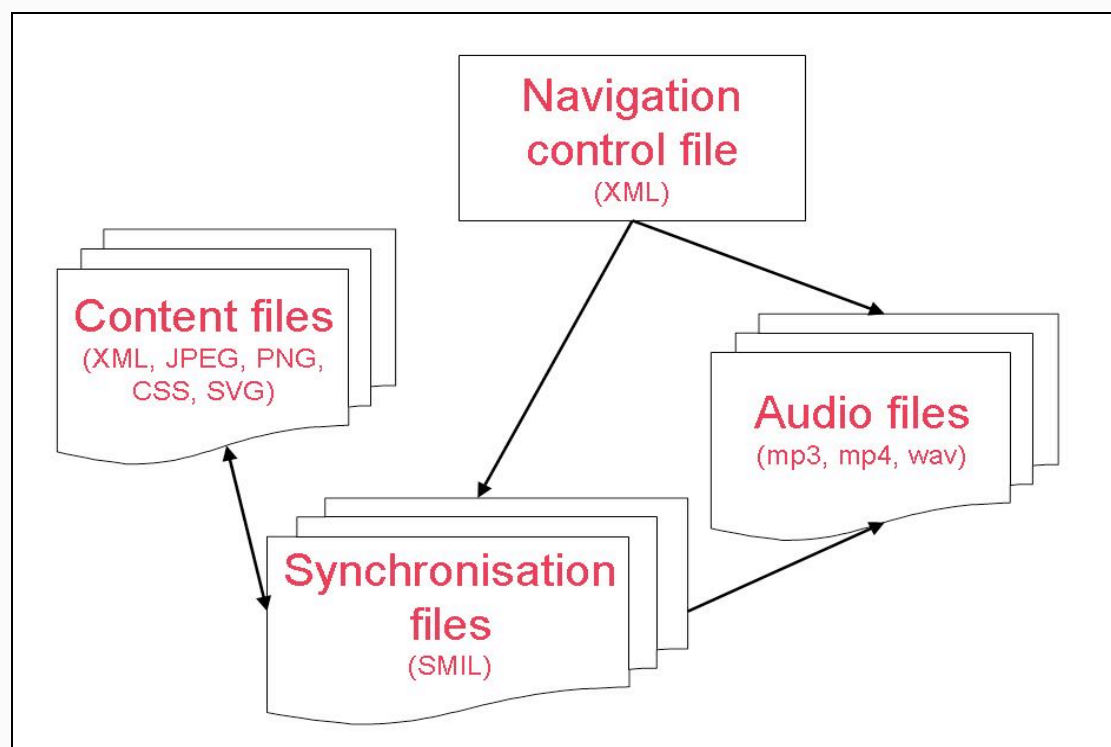 Navigation
control file
(XML)
Content files
(XML, JPEG, PNG,
CSS, SVG)
Audio files
(mp3, mp4, wav)
Synchronisation
files
(SMIL)